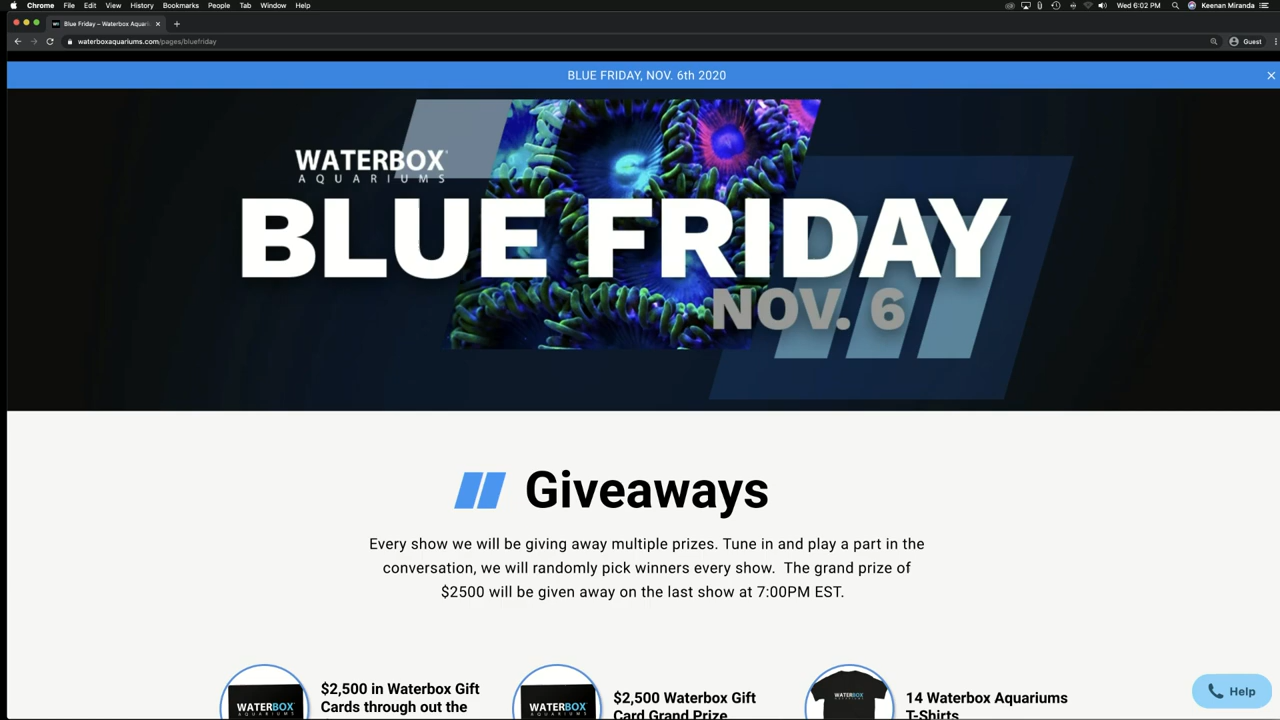 Chrome File Edit View History Bookmarks People Tab Window Help Wed 6:02 PM Keenan Miranda
Blue Friday – Waterbox Aquari
waterboxaquariums.com/pages/bluefriday Guest
BLUE FRIDAY, NOV. 6th 2020
WATERBOX
AQUARIUMS
BLUE FRIDAY
NOV. 6
Giveaways
Every show we will be giving away multiple prizes. Tune in and play a part in the
conversation, we will randomly pick winners every show. The grand prize of
$2500 will be given away on the last show at 7:00PM EST.
WATERBOX
AQUARIUMS
$2,500 in Waterbox Gift
Cards through out the
WATERBOX
AQUARIUMS
$2,500 Waterbox Gift
Card Grand Prize
WATERBOX
14 Waterbox Aquariums
T-Shirts
Help